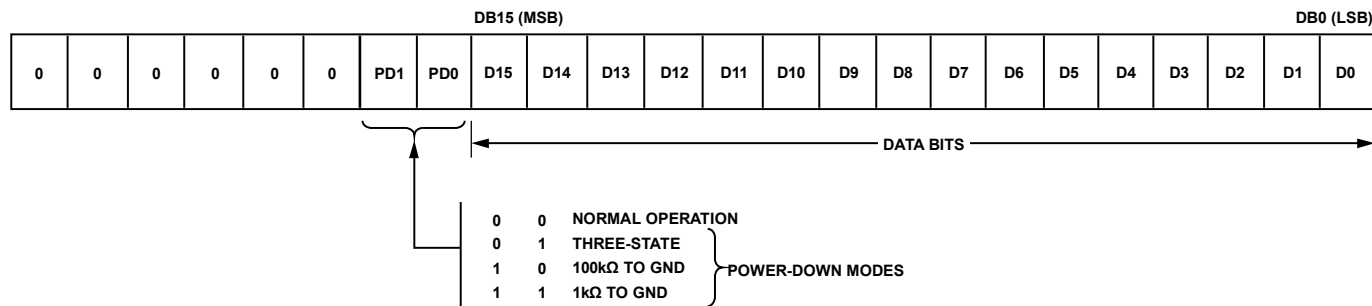 DB15 (MSB) DB0 (LSB)
0 0 0 0 0 0 PD1 PD0 D15 D14 D13 D12 D11 D10 D9 D8 D7 D6 D5 D4 D3 D2 D1 D0
DATA BITS
0 0 NORMAL OPERATION
0 1 THREE-STATE
1 0 100kΩ TO GND
POWER-DOWN MODES
1 1 1kΩ TO GND